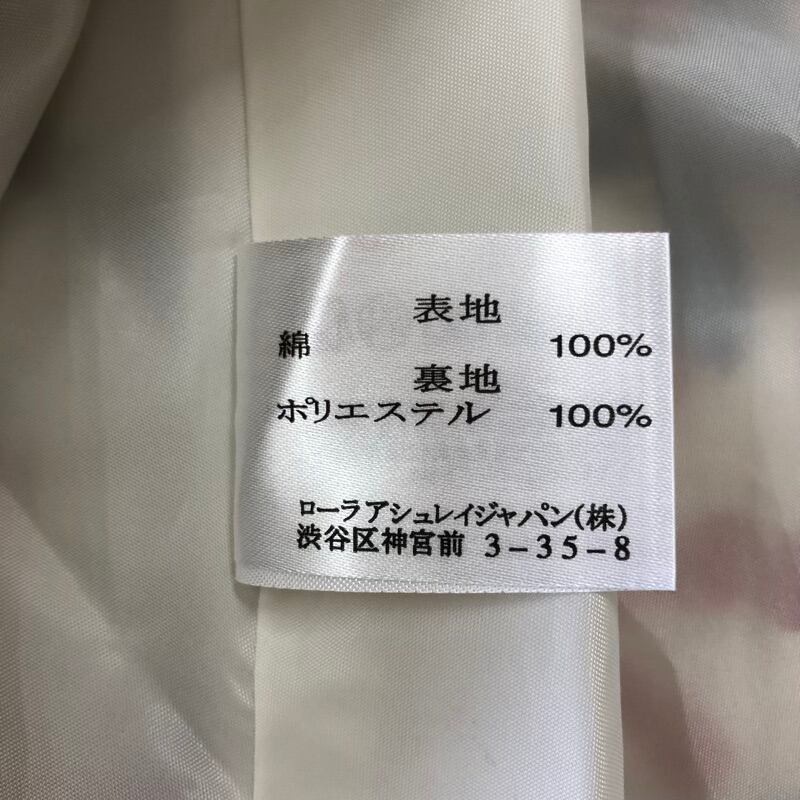 表地
綿 100%
裏地
ポリエステル 100%
ローラアシュレイジャパン(株)
渋谷区神宮前 3-35-8